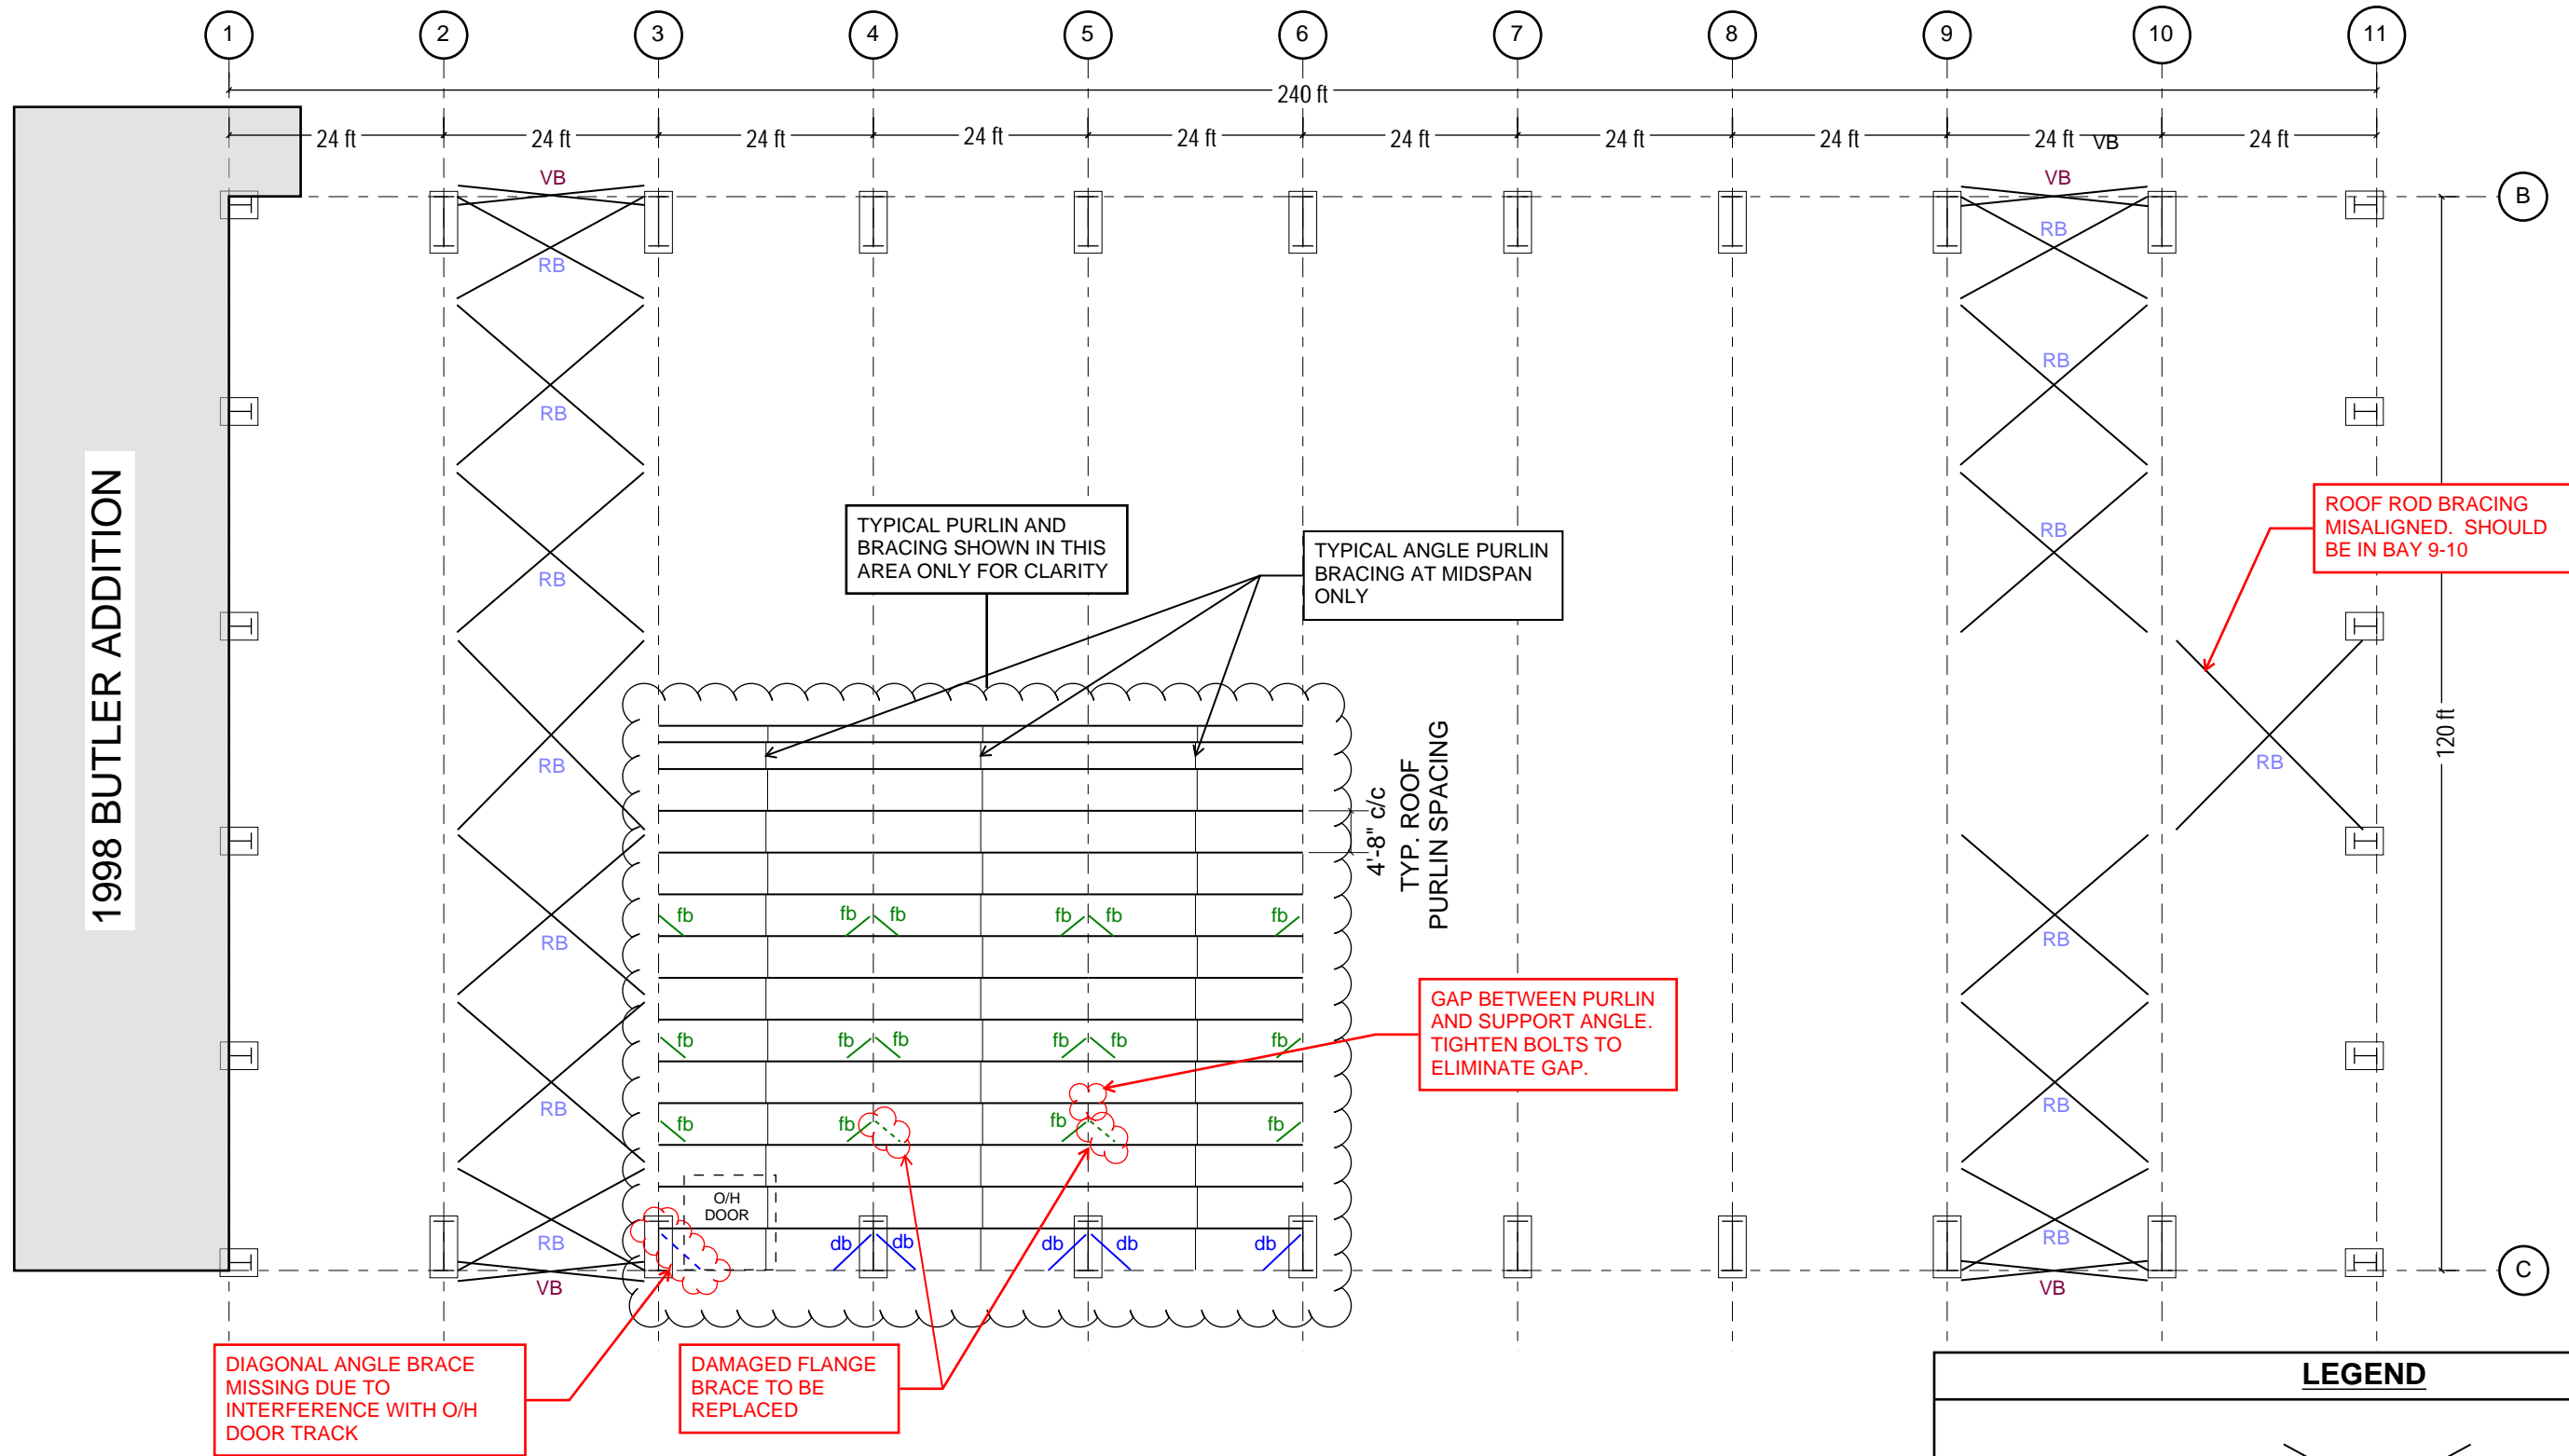 1 2 3 4 5 6 7 8 9 10 11
240 ft
24 ft 24 ft 24 ft 24 ft 24 ft 24 ft 24 ft 24 ft 24 ft VB 24 ft
VB VB
B
RB RB
RB RB
RB RB
RB RB
RB RB
RB RB
RB RB
VB VB
C
1998 BUTLER ADDITION
TYPICAL PURLIN AND
BRACING SHOWN IN THIS
AREA ONLY FOR CLARITY
TYPICAL ANGLE PURLIN
BRACING AT MIDSPAN
ONLY
ROOF ROD BRACING
MISALIGNED. SHOULD
BE IN BAY 9-10
120 ft
4'-8" c/c
TYP. ROOF
PURLIN SPACING
fb fb fb fb fb fb
fb fb fb fb fb fb
fb fb fb fb
GAP BETWEEN PURLIN
AND SUPPORT ANGLE.
TIGHTEN BOLTS TO
ELIMINATE GAP.
O/H
DOOR
db db db db db
DIAGONAL ANGLE BRACE
MISSING DUE TO
INTERFERENCE WITH O/H
DOOR TRACK
DAMAGED FLANGE
BRACE TO BE
REPLACED
LEGEND